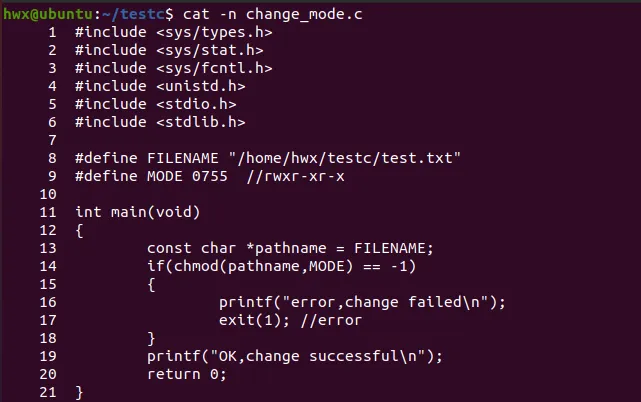 hwx@ubuntu:~/testc$ cat -n change_mode.c
     1  #include <sys/types.h>
     2  #include <sys/stat.h>
     3  #include <sys/fcntl.h>
     4  #include <unistd.h>
     5  #include <stdio.h>
     6  #include <stdlib.h>
     7
     8  #define FILENAME "/home/hwx/testc/test.txt"
     9  #define MODE 0755  //rwxr-xr-x
    10
    11  int main(void)
    12  {
    13          const char *pathname = FILENAME;
    14          if(chmod(pathname,MODE) == -1)
    15          {
    16                  printf("error,change failed\n");
    17                  exit(1); //error
    18          }
    19          printf("OK,change successful\n");
    20          return 0;
    21  }